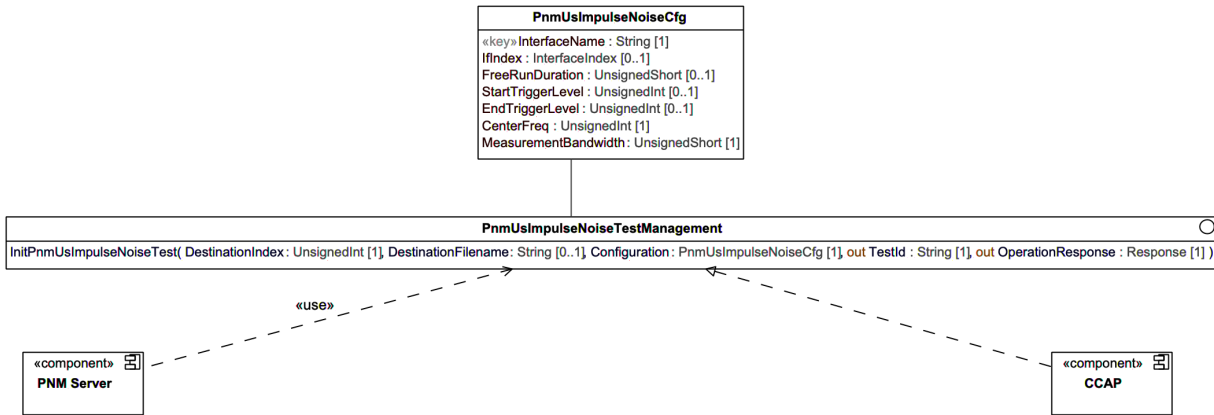 PnmUsImpulseNoiseCfg
«key»InterfaceName : String [1]
IfIndex : InterfaceIndex [0..1]
FreeRunDuration : UnsignedShort [0..1]
StartTriggerLevel : UnsignedInt [0..1]
EndTriggerLevel : UnsignedInt [0..1]
CenterFreq : UnsignedInt [1]
MeasurementBandwidth : UnsignedShort [1]
PnmUsImpulseNoiseTestManagement
InitPnmUsImpulseNoiseTest( DestinationIndex : UnsignedInt [1], DestinationFilename : String [0..1], Configuration : PnmUsImpulseNoiseCfg [1], out TestId : String [1], out OperationResponse : Response [1] )
«use»
«component»
PNM Server
«component»
CCAP